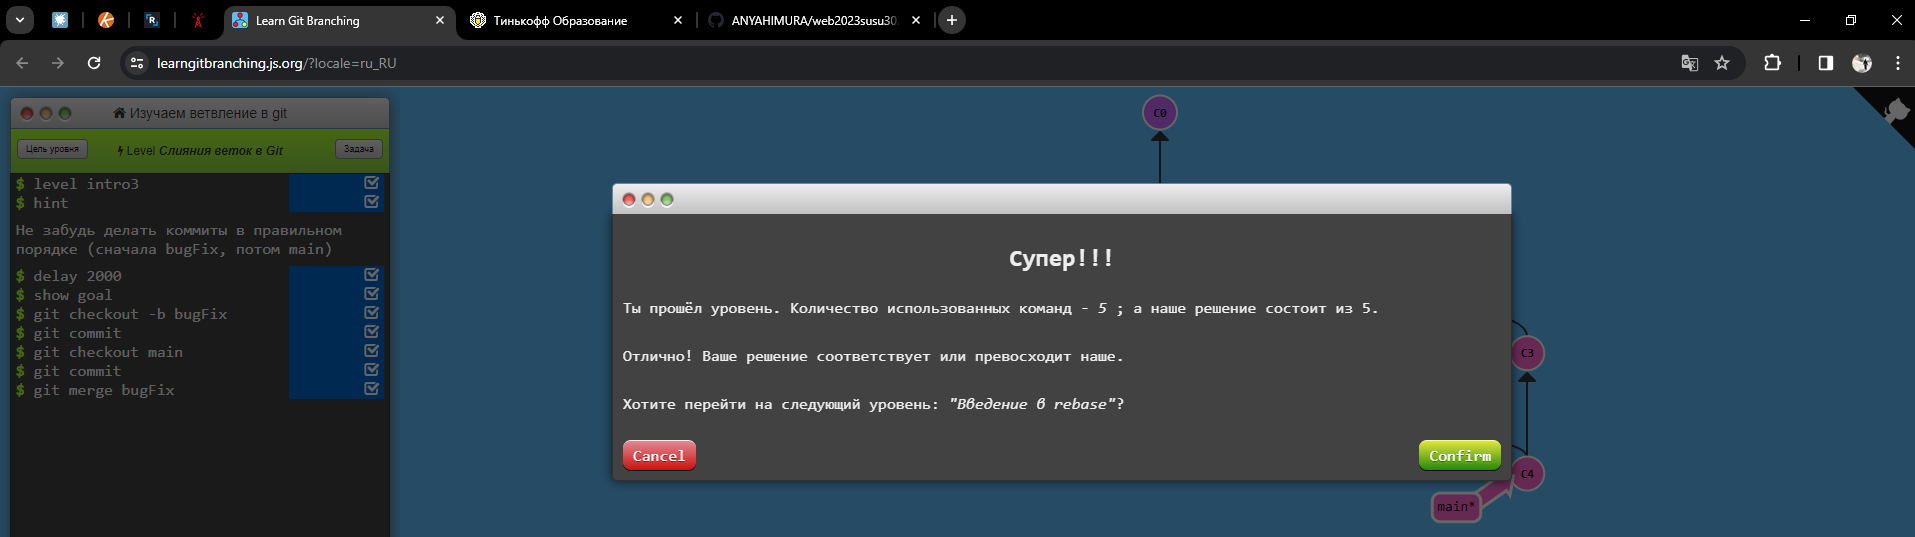 Learn Git Branching
Тинькофф Образование
ANYAHIMURA/web2023susu30
learngitbranching.js.org/?locale=ru_RU
Изучаем ветвление в git
Цель уровня
Level Слияния веток в Git
Задача
$ level intro3
$ hint
Не забудь делать коммиты в правильном
порядке (сначала bugFix, потом main)
$ delay 2000
$ show goal
$ git checkout -b bugFix
$ git commit
$ git checkout main
$ git commit
$ git merge bugFix
C0
Супер!!!
Ты прошёл уровень. Количество использованных команд - 5 ; а наше решение состоит из 5.
Отлично! Ваше решение соответствует или превосходит наше.
Хотите перейти на следующий уровень: "Введение в rebase"?
Cancel
Confirm
C3
C4
main*